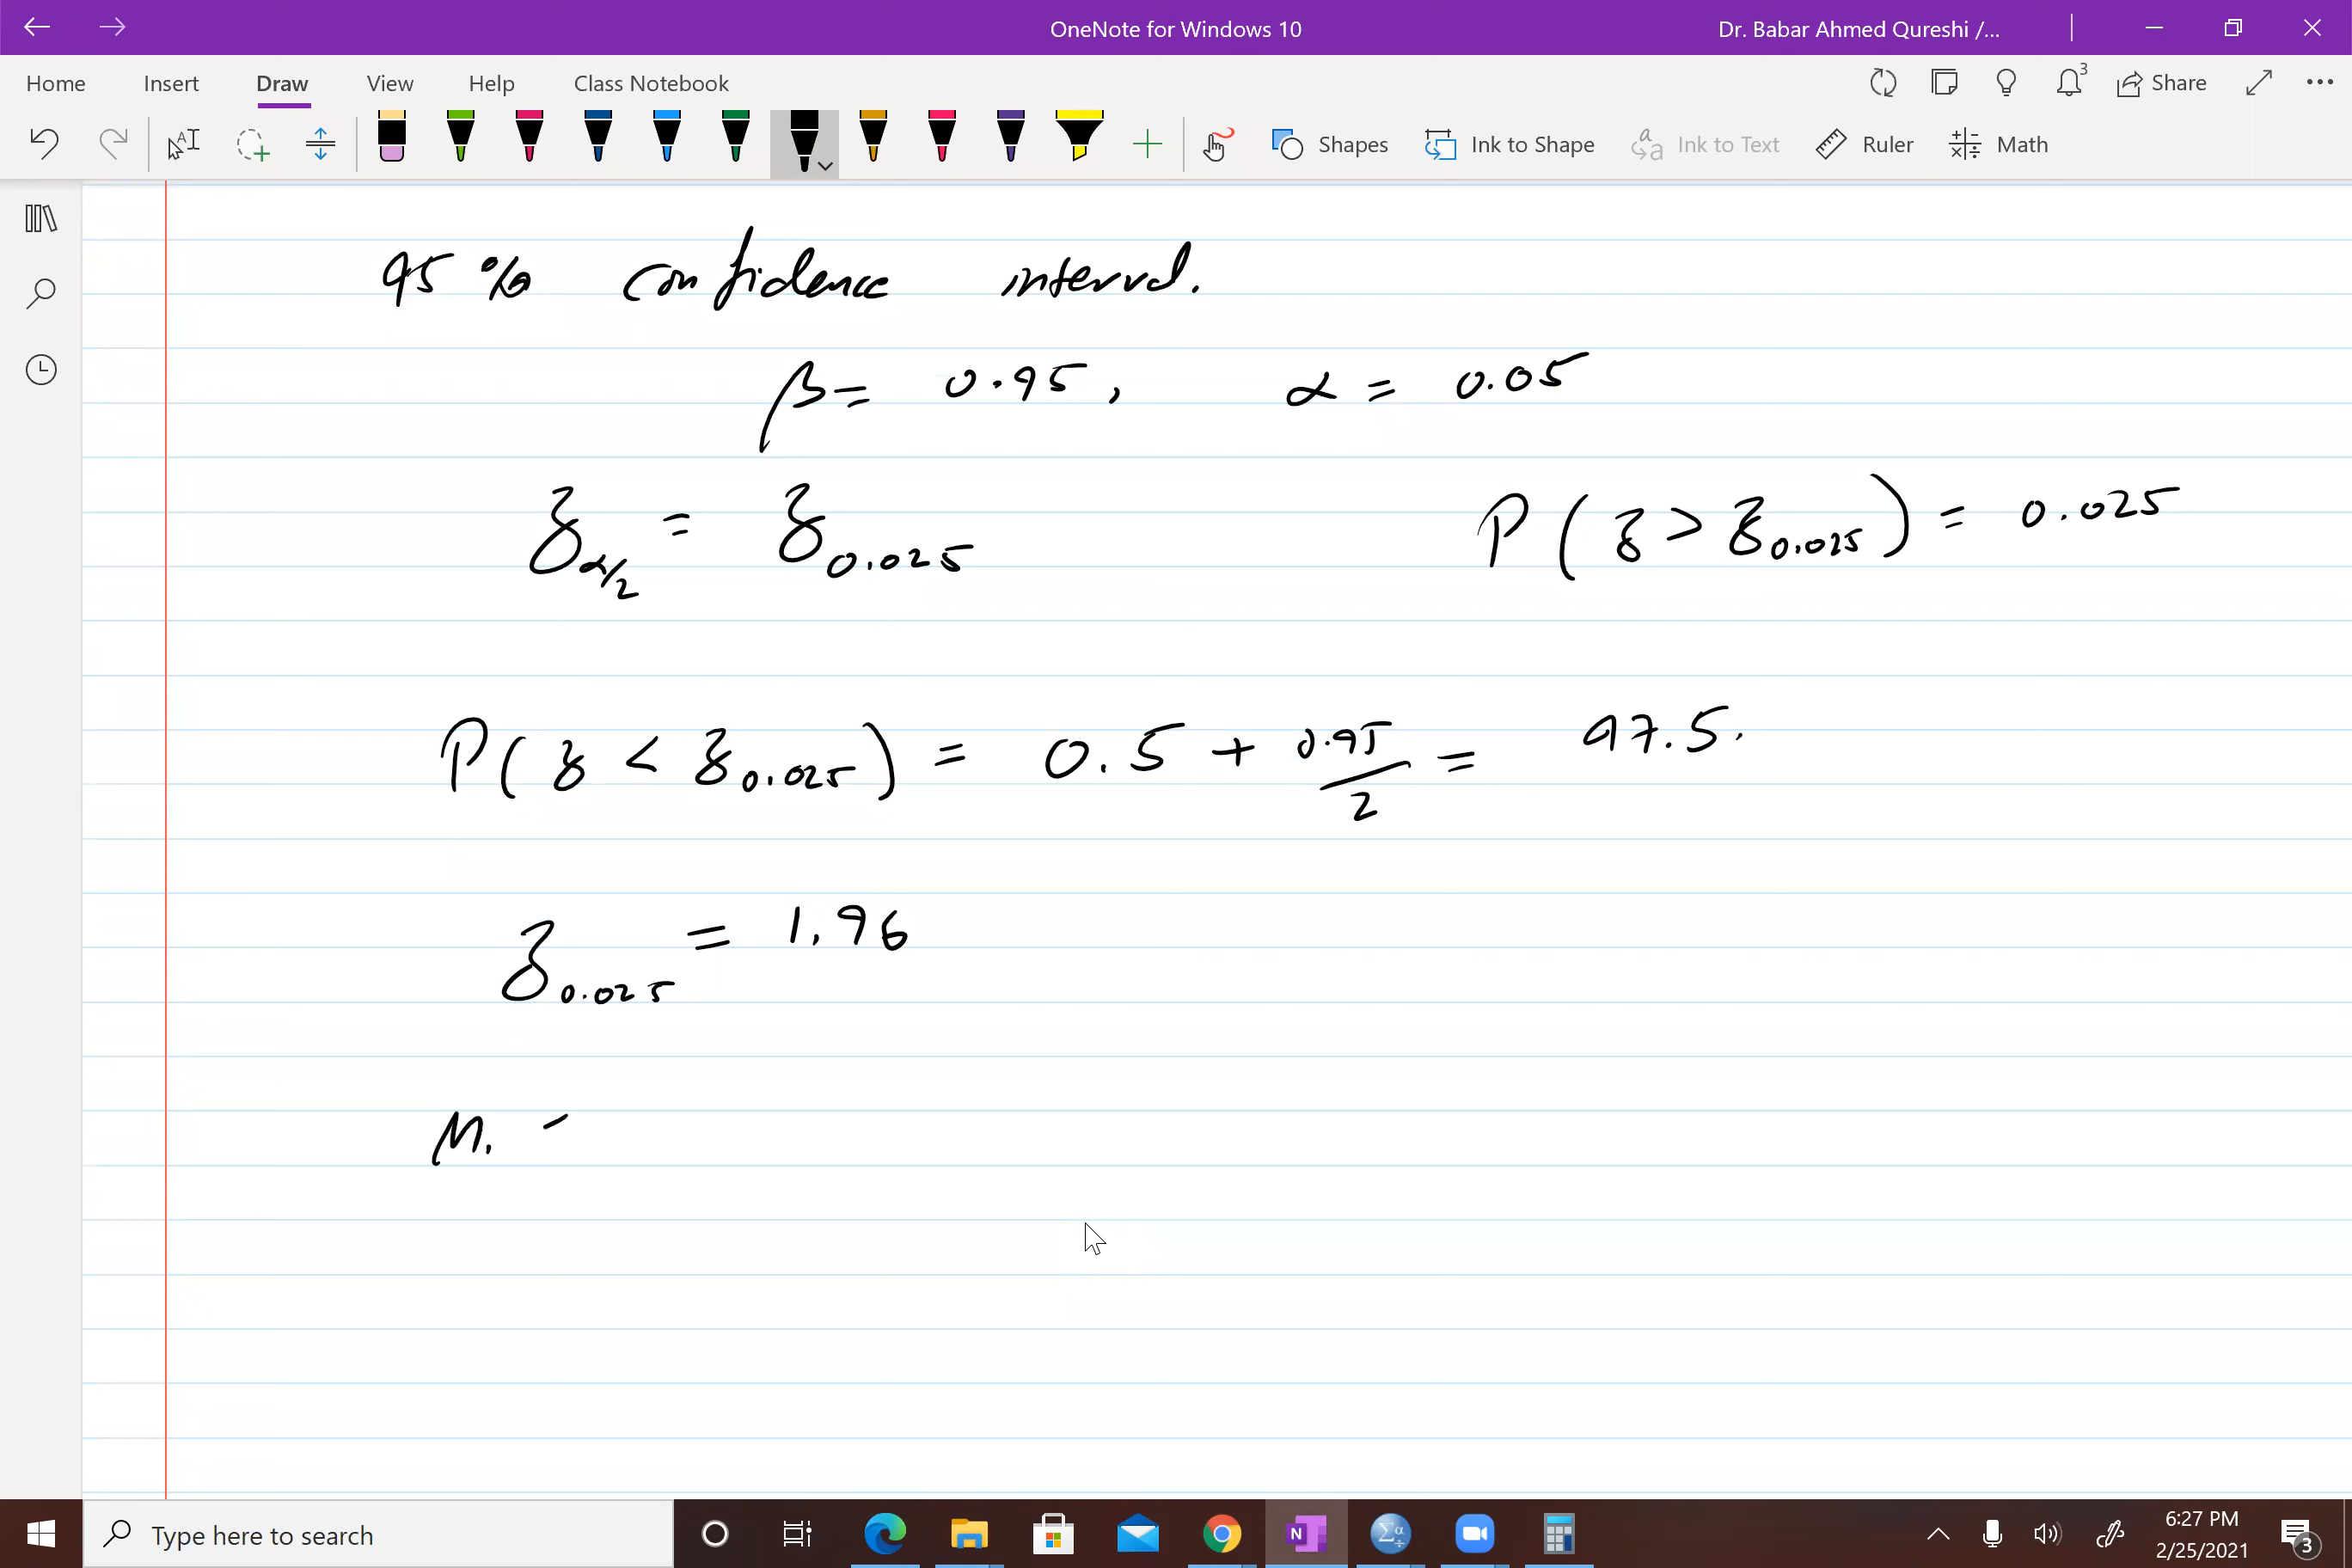 OneNote for Windows 10
Dr. Babar Ahmed Qureshi /...
Home Insert Draw View Help Class Notebook
3
Share
Shapes Ink to Shape Ink to Text Ruler Math
95 % confidence interval.
β = 0.95, α = 0.05
z_{α/2} = z_{0.025} P( z > z_{0.025} ) = 0.025
P( z < z_{0.025} ) = 0.5 + 0.95/2 = 97.5.
z_{0.025} = 1.96
M. -
Type here to search
6:27 PM
2/25/2021
3